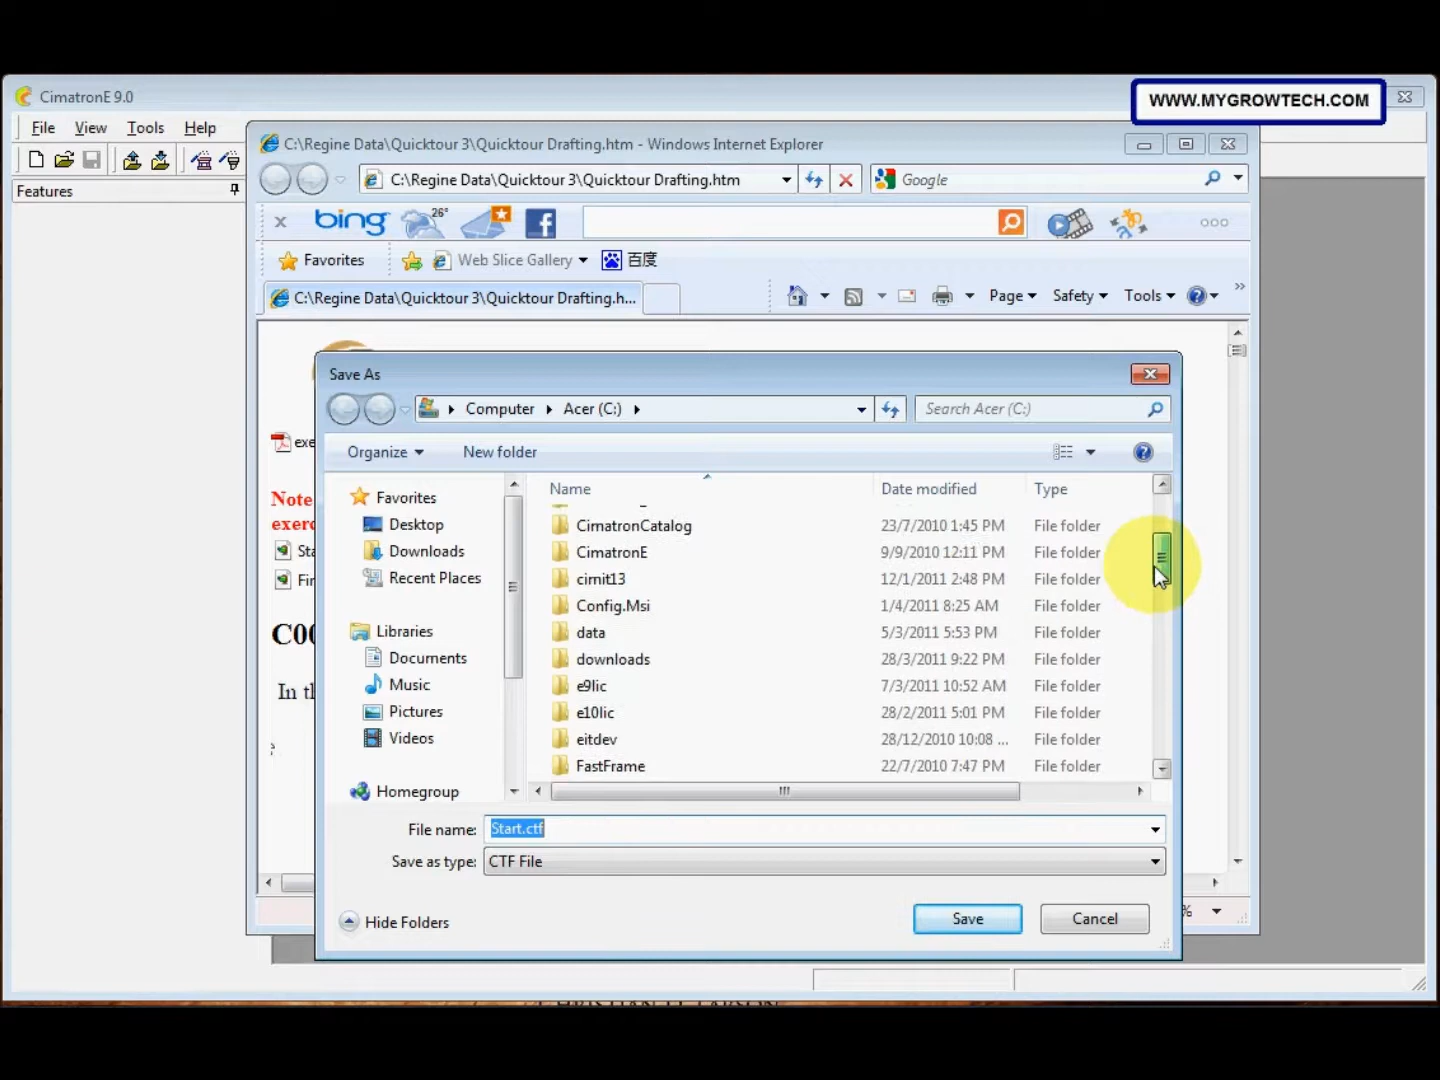 CimatronE 9.0
WWW.MYGROWTECH.COM
File View Tools Help
C:\Regine Data\Quicktour 3\Quicktour Drafting.htm - Windows Internet Explorer
Features
C:\Regine Data\Quicktour 3\Quicktour Drafting.htm
Google
bing
26°
Favorites
Web Slice Gallery
百度
C:\Regine Data\Quicktour 3\Quicktour Drafting.h...
Page Safety Tools
Save As
Computer Acer (C:)
Search Acer (C:)
Organize
New folder
exe
Note
exerc
Sta
Fir
C00
In th
Favorites
Desktop
Downloads
Recent Places
Libraries
Documents
Music
Pictures
Videos
Homegroup
Name Date modified Type
CimatronCatalog 23/7/2010 1:45 PM File folder
CimatronE 9/9/2010 12:11 PM File folder
cirnit13 12/1/2011 2:48 PM File folder
Config.Msi 1/4/2011 8:25 AM File folder
data 5/3/2011 5:53 PM File folder
downloads 28/3/2011 9:22 PM File folder
e9lic 7/3/2011 10:52 AM File folder
e10lic 28/2/2011 5:01 PM File folder
eitdev 28/12/2010 10:08 ... File folder
FastFrame 22/7/2010 7:47 PM File folder
File name: Start.ctf
Save as type: CTF File
Hide Folders
Save
Cancel
%